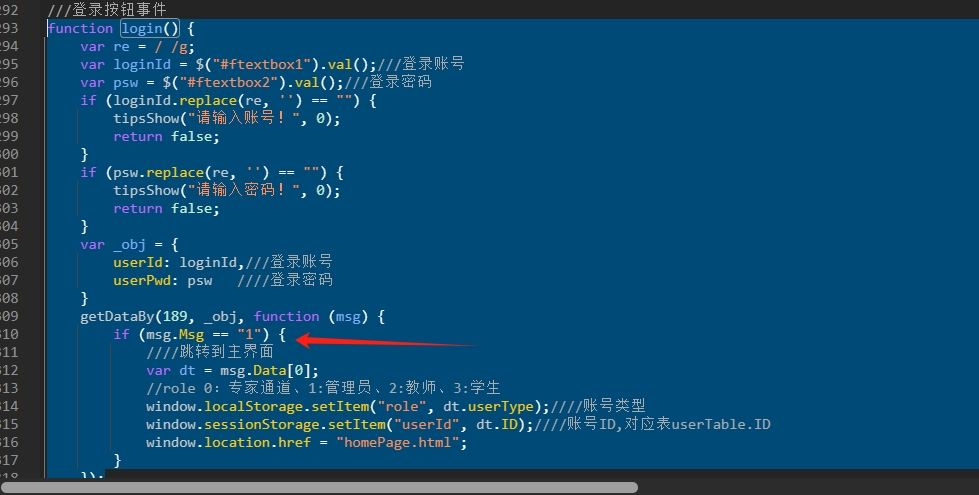 292 ///登录按钮事件
293 function login() {
294 var re = / /g;
295 var loginId = $("#ftextbox1").val();///登录账号
296 var psw = $("#ftextbox2").val();///登录密码
297 if (loginId.replace(re, '') == "") {
298 tipsShow("请输入账号！", 0);
299 return false;
300 }
301 if (psw.replace(re, '') == "") {
302 tipsShow("请输入密码！", 0);
303 return false;
304 }
305 var _obj = {
306 userId: loginId,///登录账号
307 userPwd: psw ////登录密码
308 }
309 getDataBy(189, _obj, function (msg) {
310 if (msg.Msg == "1") {
311 ////跳转到主界面
312 var dt = msg.Data[0];
313 //role 0：专家通道、1:管理员、2:教师、3:学生
314 window.localStorage.setItem("role", dt.userType);////账号类型
315 window.sessionStorage.setItem("userId", dt.ID);////账号ID,对应表userTable.ID
316 window.location.href = "homePage.html";
317 }
318 });